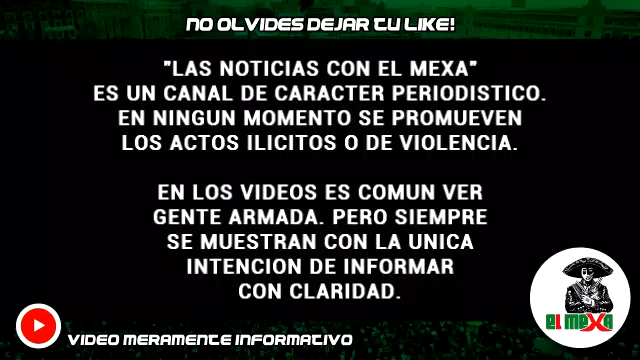 NO OLVIDES DEJAR TU LIKE!
"LAS NOTICIAS CON EL MEXA"
ES UN CANAL DE CARACTER PERIODISTICO.
EN NINGUN MOMENTO SE PROMUEVEN
LOS ACTOS ILICITOS O DE VIOLENCIA.
EN LOS VIDEOS ES COMUN VER
GENTE ARMADA. PERO SIEMPRE
SE MUESTRAN CON LA UNICA
INTENCION DE INFORMAR
CON CLARIDAD.
EL MEXA
VIDEO MERAMENTE INFORMATIVO